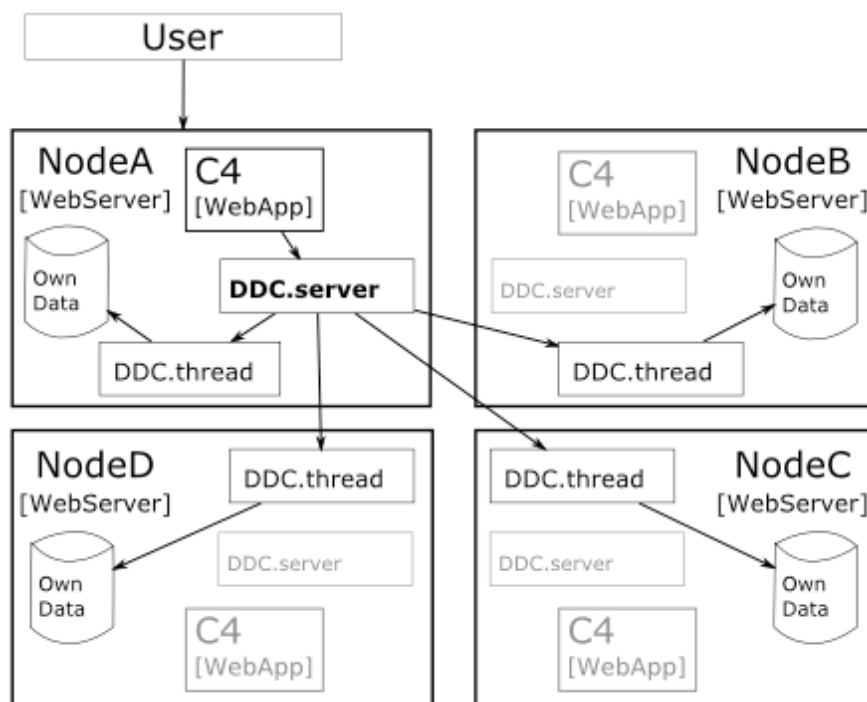 User
NodeA
[WebServer]
C4
[WebApp]
Own
Data
DDC.server
DDC.thread
C4
[WebApp]
NodeB
[WebServer]
DDC.server
Own
Data
DDC.thread
NodeD
[WebServer]
DDC.thread
Own
Data
DDC.server
C4
[WebApp]
DDC.thread
NodeC
[WebServer]
DDC.server
Own
Data
C4
[WebApp]